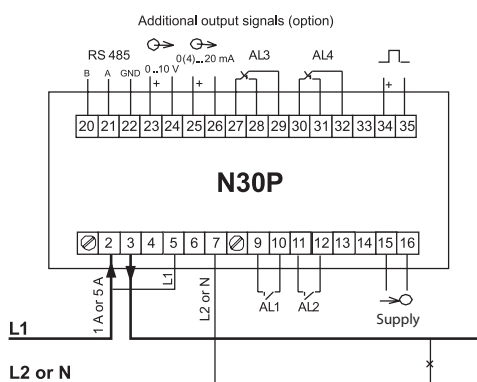 Additional output signals (option)
RS 485 0(4)...20 mA AL3 AL4
B A GND 0..10 V
+ + +
20 21 22 23 24 25 26 27 28 29 30 31 32 33 34 35
N30P
2 3 4 5 6 7 9 10 11 12 13 14 15 16
1 A or 5 A
L1
L2 or N
AL1 AL2
Supply
L1
L2 or N